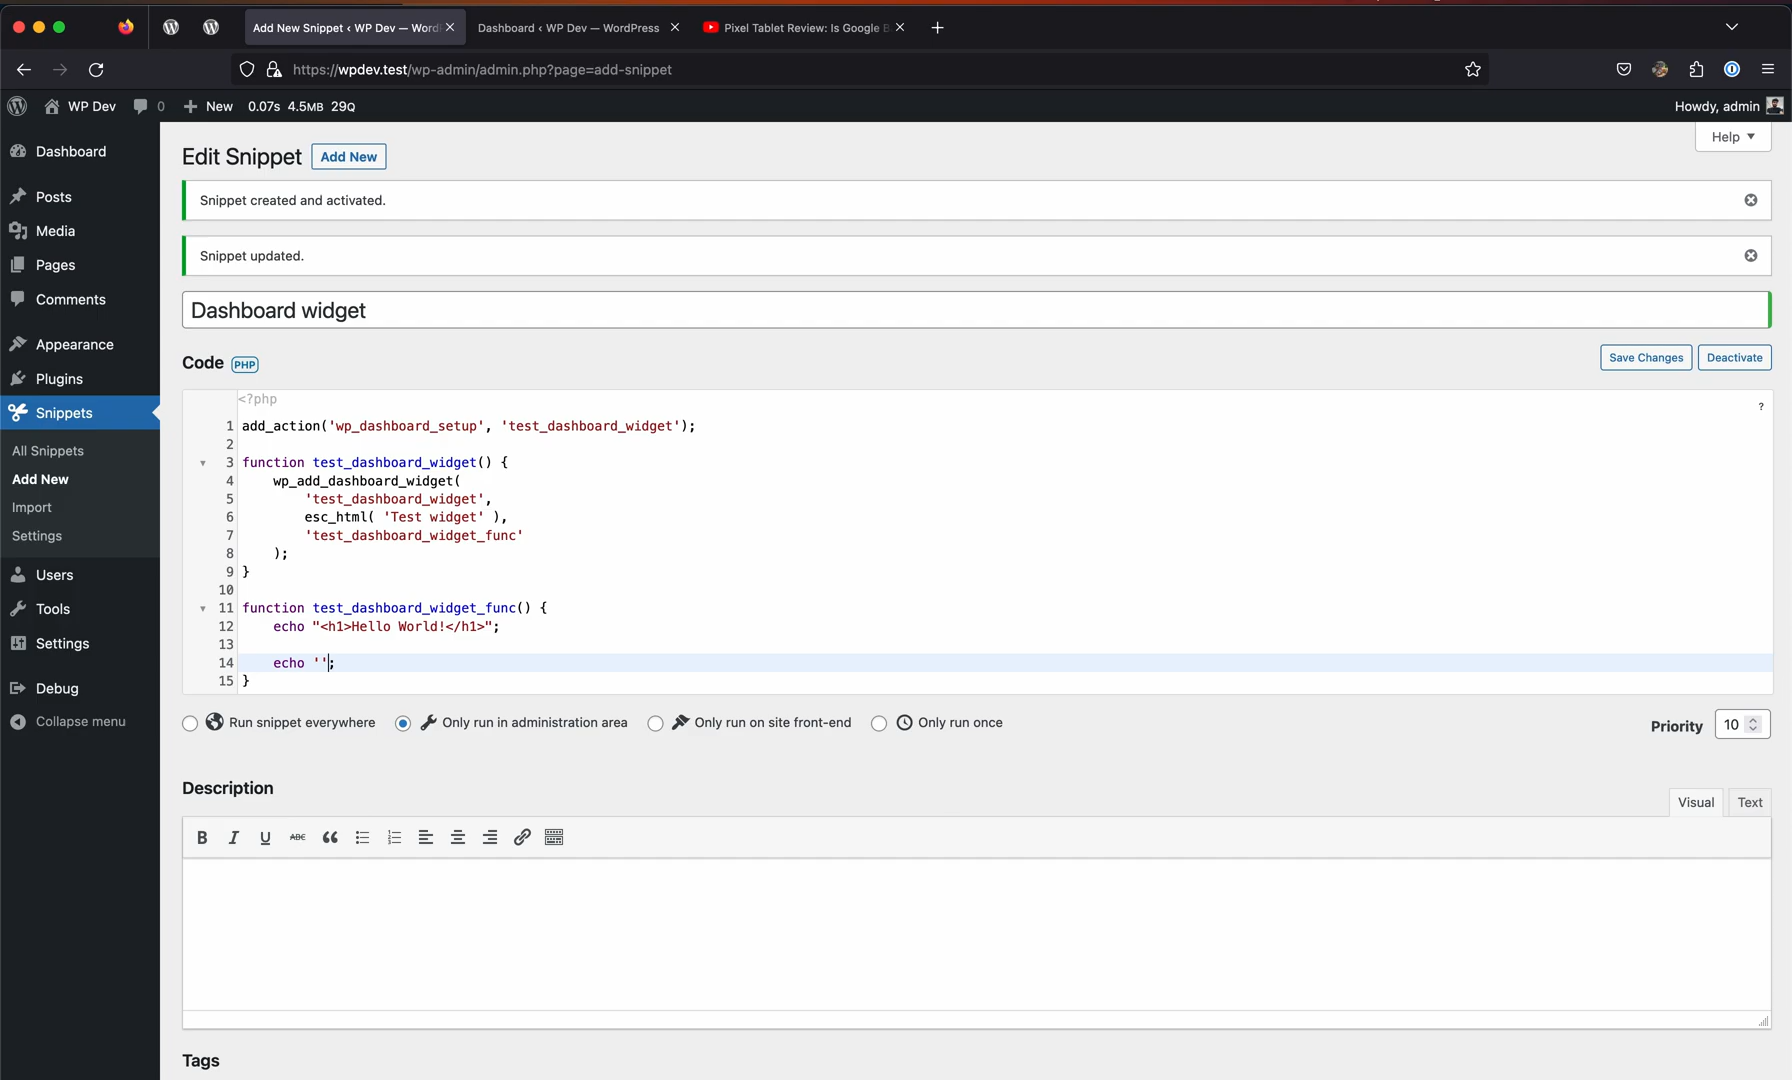 Add New Snippet ‹ WP Dev — Word
Dashboard ‹ WP Dev — WordPress
Pixel Tablet Review: Is Google B
https://wpdev.test/wp-admin/admin.php?page=add-snippet
WP Dev
0
New
0.07s 4.5MB 29Q
Howdy, admin
Dashboard
Posts
Media
Pages
Comments
Appearance
Plugins
Snippets
All Snippets
Add New
Import
Settings
Users
Tools
Settings
Debug
Collapse menu
Help
Edit Snippet
Add New
Snippet created and activated.
Snippet updated.
Dashboard widget
Code PHP
Save Changes
Deactivate
<?php
?
1 add_action('wp_dashboard_setup', 'test_dashboard_widget');
2
3 function test_dashboard_widget() {
4 wp_add_dashboard_widget(
5 'test_dashboard_widget',
6 esc_html( 'Test widget' ),
7 'test_dashboard_widget_func'
8 );
9 }
10
11 function test_dashboard_widget_func() {
12 echo "<h1>Hello World!</h1>";
13
14 echo '';
15 }
Run snippet everywhere
Only run in administration area
Only run on site front-end
Only run once
Priority
10
Description
Visual
Text
B I U ABC
Tags